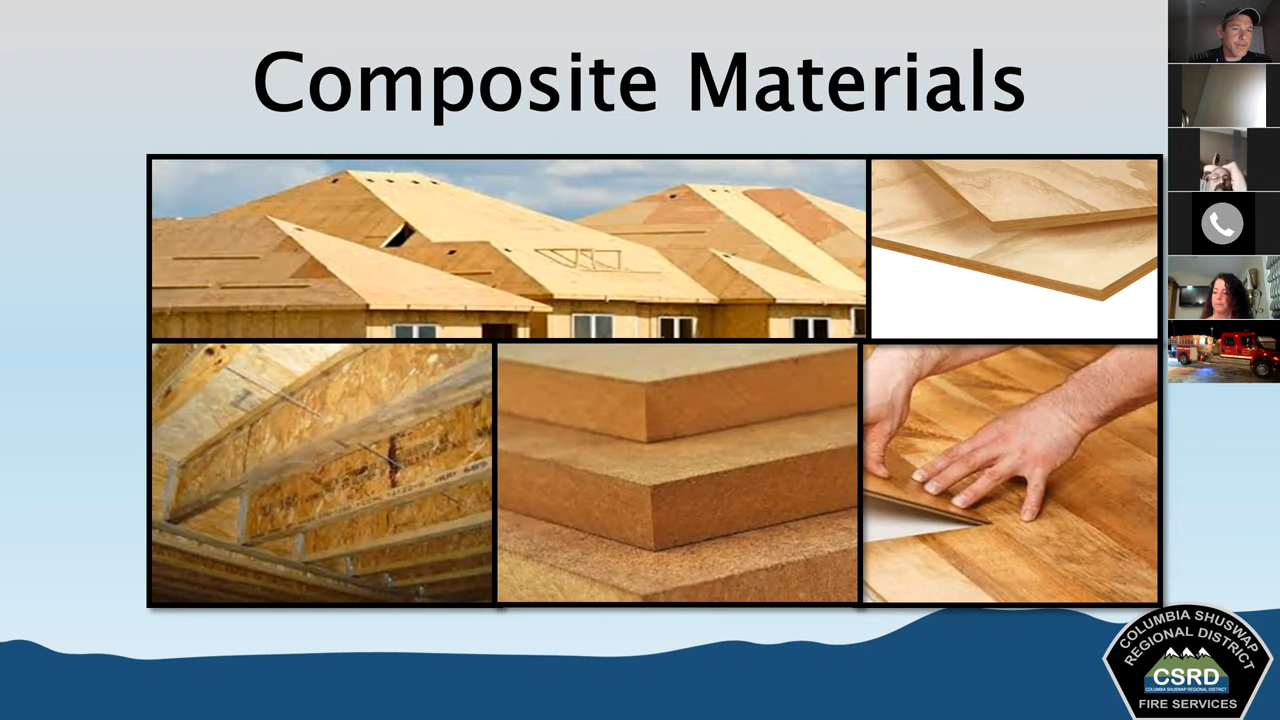 Composite Materials
COLUMBIA SHUSWAP
REGIONAL DISTRICT
CSRD
COLUMBIA SHUSWAP REGIONAL DISTRICT
FIRE SERVICES